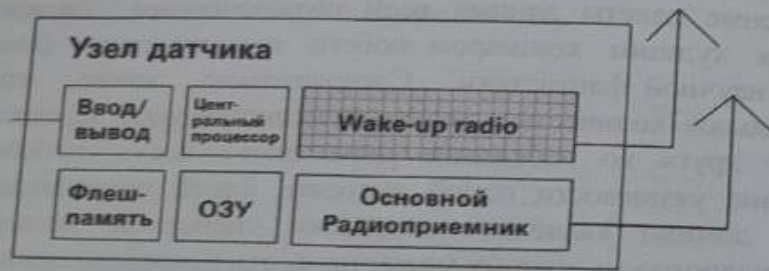 Узел датчика
Ввод/
вывод
Цент-
ральный
процессор
Wake-up radio
Флеш-
память
ОЗУ
Основной
Радиоприемник